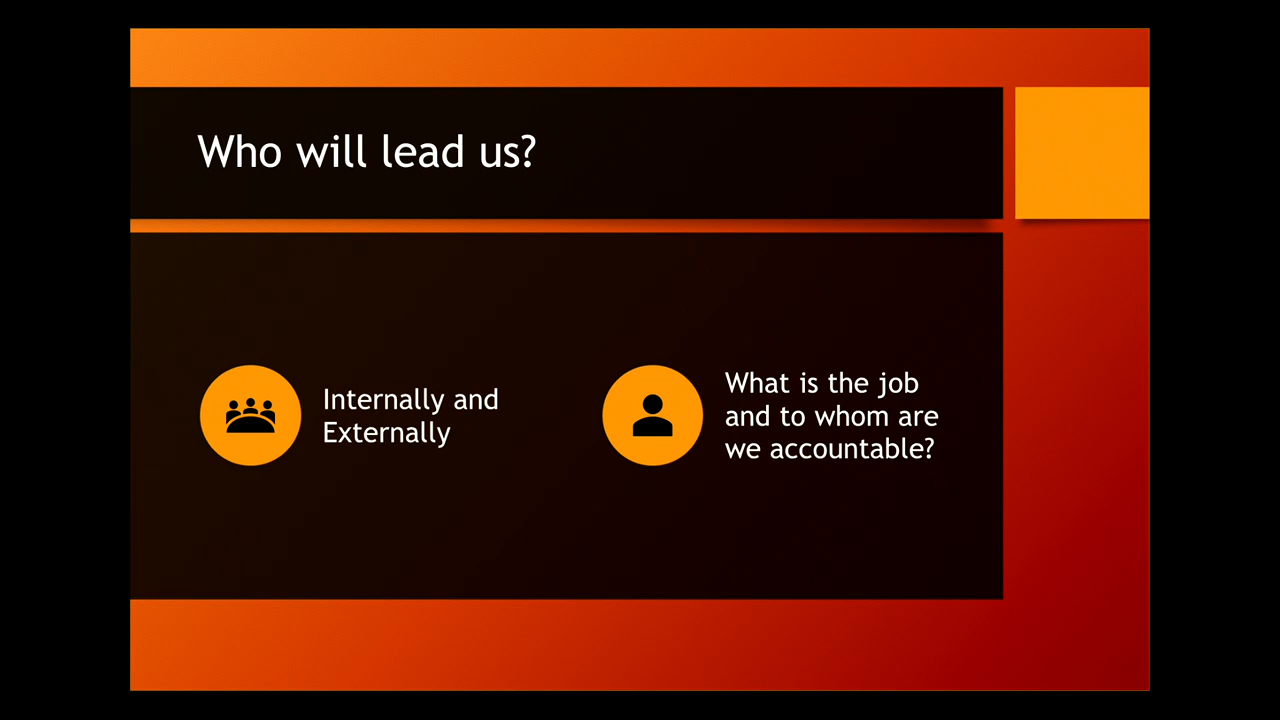 Who will lead us?
Internally and
Externally
What is the job
and to whom are
we accountable?